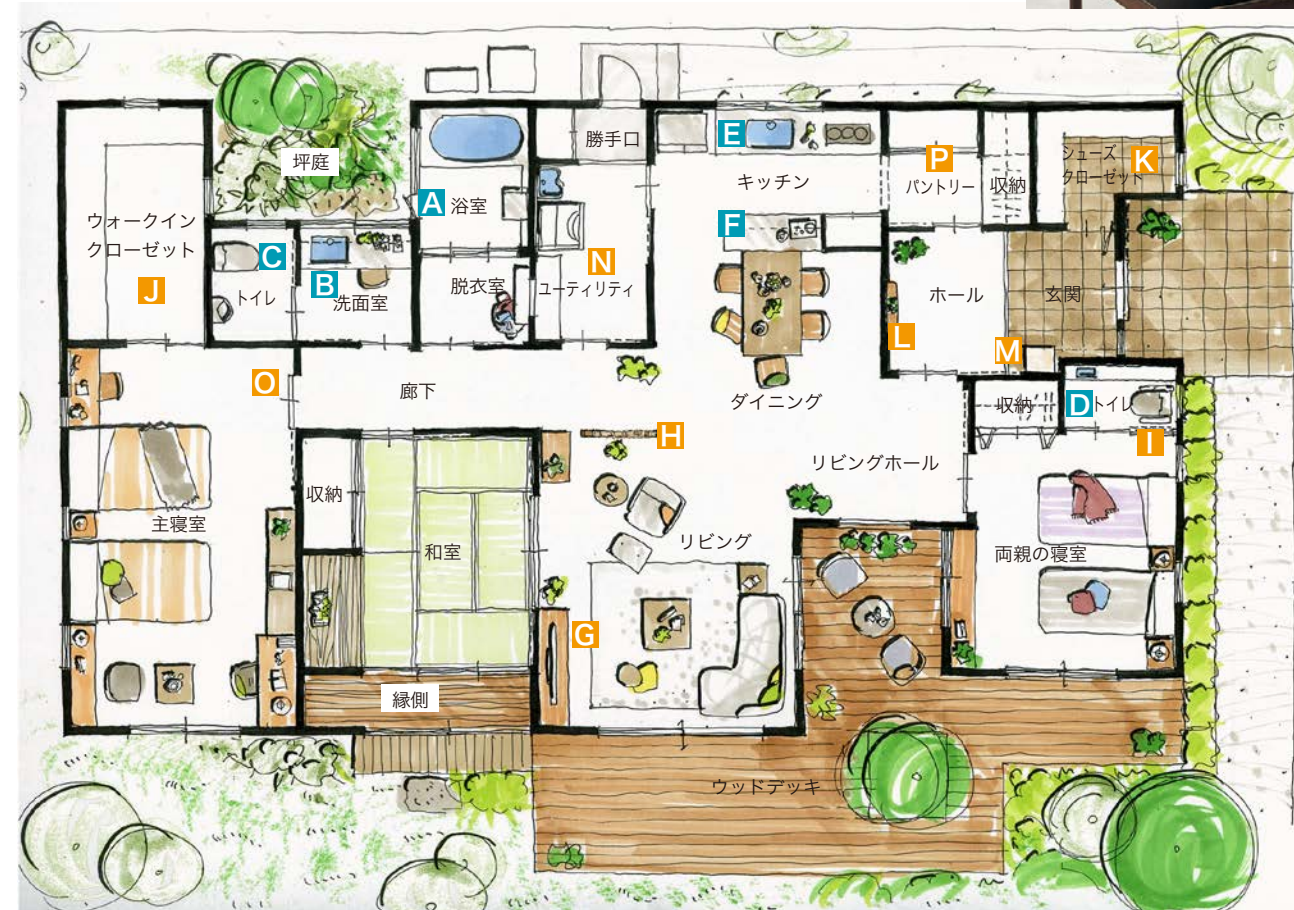 坪庭
勝手口
E
キッチン
P
パントリー
収納
シューズ
クローゼット
K
ウォークイン
クローゼット
J
A
浴室
C
トイレ
B
洗面室
脱衣室
N
ユーティリティ
F
ホール
玄関
L
M
O
廊下
ダイニング
収納
D
トイレ
I
H
リビングホール
収納
主寝室
和室
リビング
両親の寝室
G
縁側
ウッドデッキ